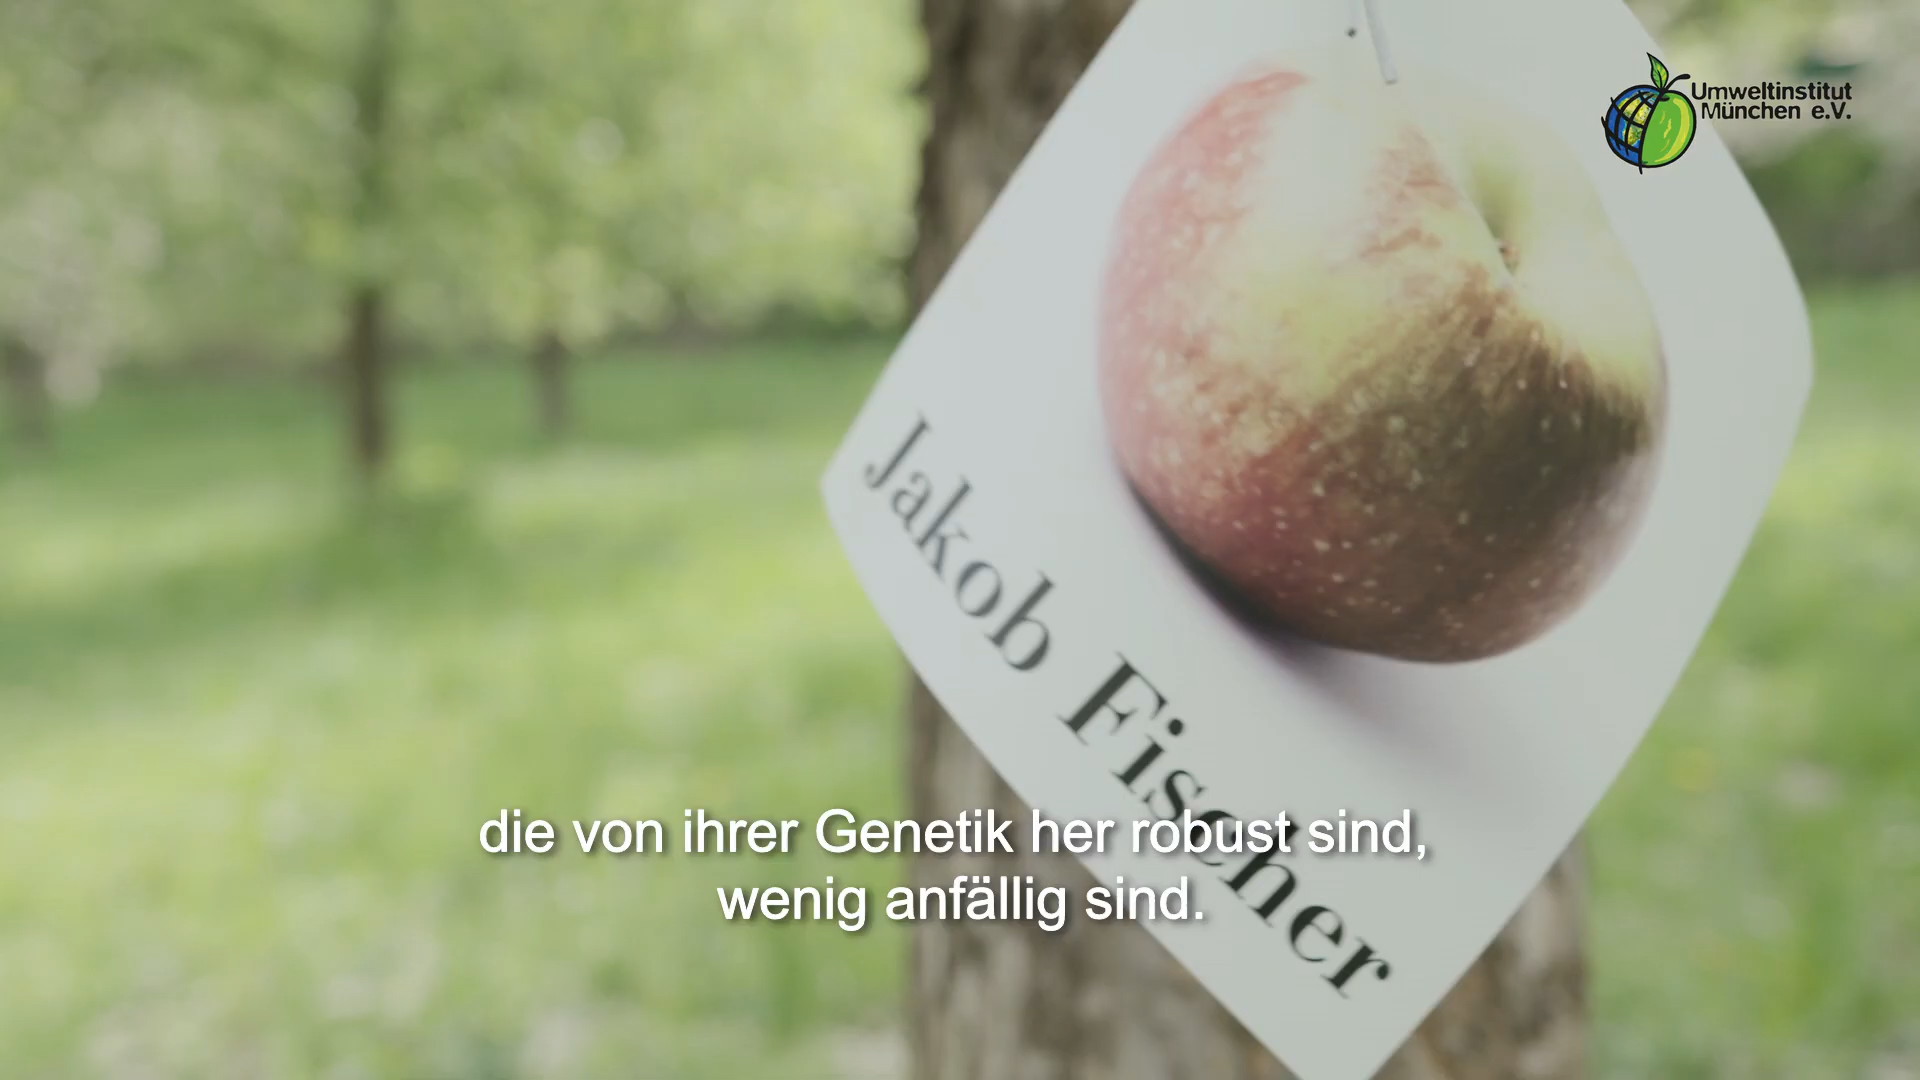 Umweltinstitut
München e.V.
Jakob Fischer
die von ihrer Genetik her robust sind,
wenig anfällig sind.